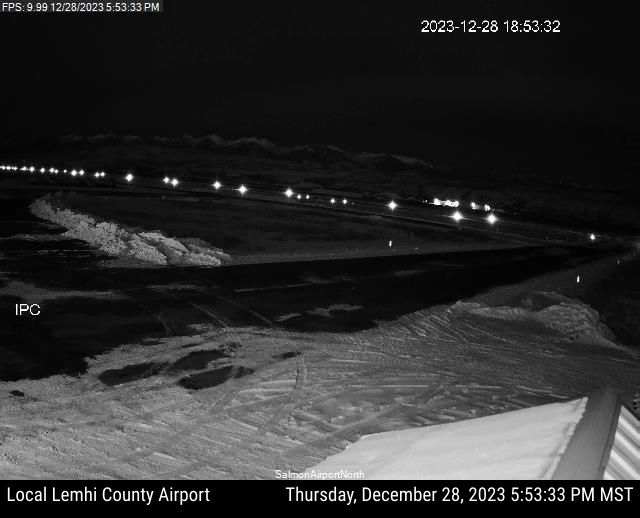 FPS: 9.99 12/28/2023 5:53:33 PM
2023-12-28 18:53:32
IPC
SalmonAirportNorth
Local Lemhi County Airport
Thursday, December 28, 2023 5:53:33 PM MST